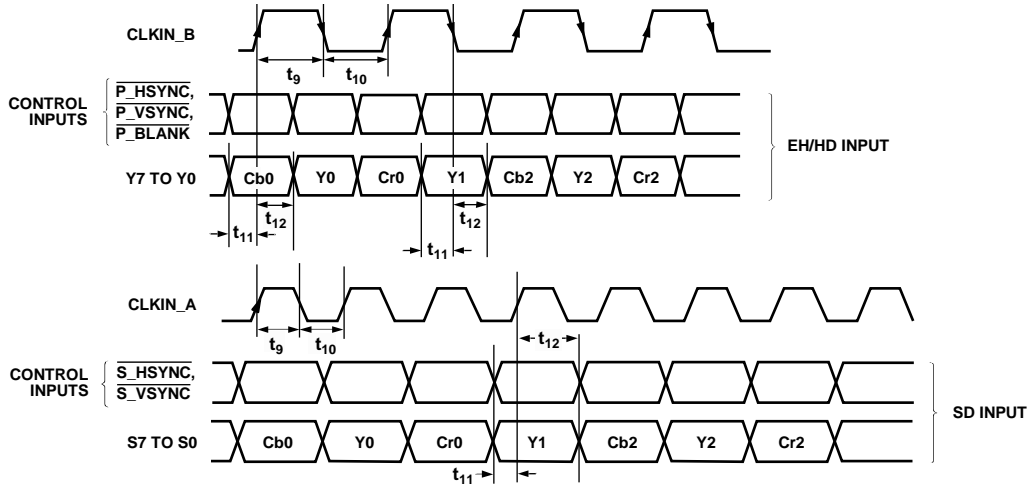 CLKIN_B
t9
t10
CONTROL
INPUTS
P_HSYNC,
P_VSYNC,
P_BLANK
EH/HD INPUT
Y7 TO Y0
Cb0
Y0
Cr0
Y1
Cb2
Y2
Cr2
t12
t12
t11
t11
CLKIN_A
t9
t10
t12
CONTROL
INPUTS
S_HSYNC,
S_VSYNC
SD INPUT
S7 TO S0
Cb0
Y0
Cr0
Y1
Cb2
Y2
Cr2
t11